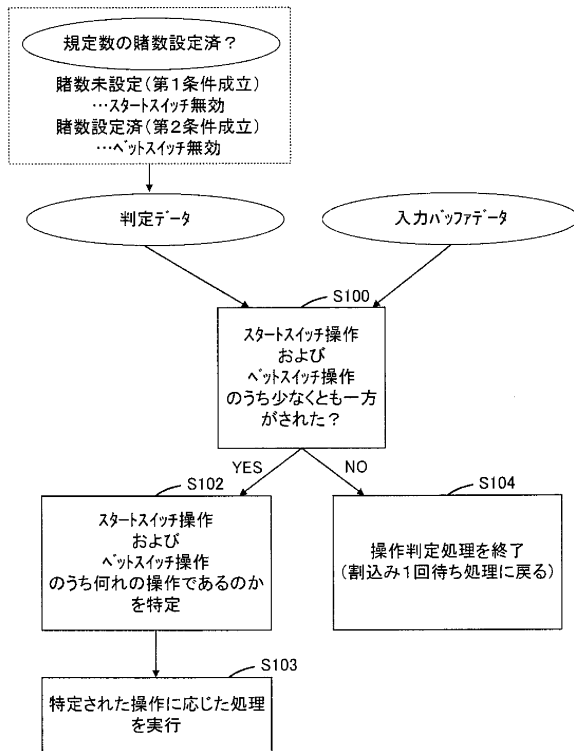 規定数の賭数設定済？
賭数未設定(第1条件成立)
…スタートスイッチ無効
賭数設定済(第2条件成立)
…ベットスイッチ無効
判定データ
入力バッファデータ
S100
スタートスイッチ操作
および
ベットスイッチ操作
のうち少なくとも一方
がされた？
YES
NO
S102
スタートスイッチ操作
および
ベットスイッチ操作
のうち何れの操作であるのか
を特定
S104
操作判定処理を終了
(割込み1回待ち処理に戻る)
S103
特定された操作に応じた処理
を実行